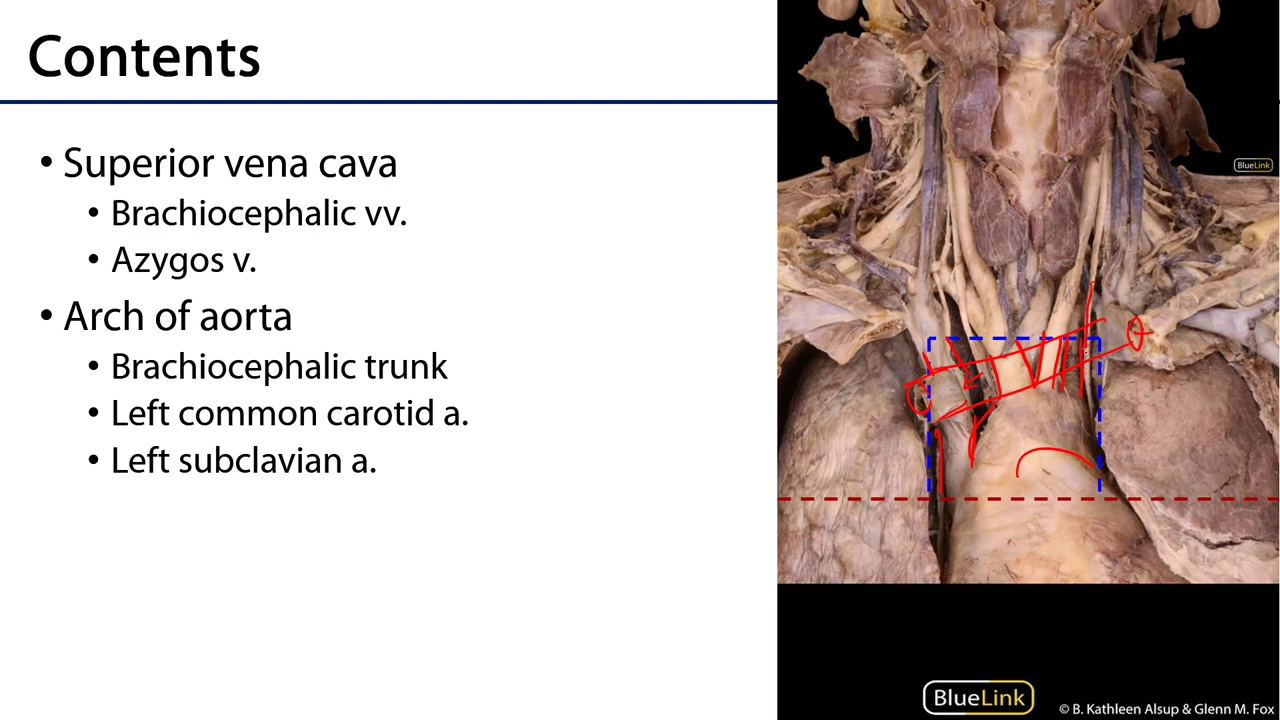 Contents
• Superior vena cava
• Brachiocephalic vv.
• Azygos v.
• Arch of aorta
• Brachiocephalic trunk
• Left common carotid a.
• Left subclavian a.
BlueLink
BlueLink
© B. Kathleen Alsup & Glenn M. Fox